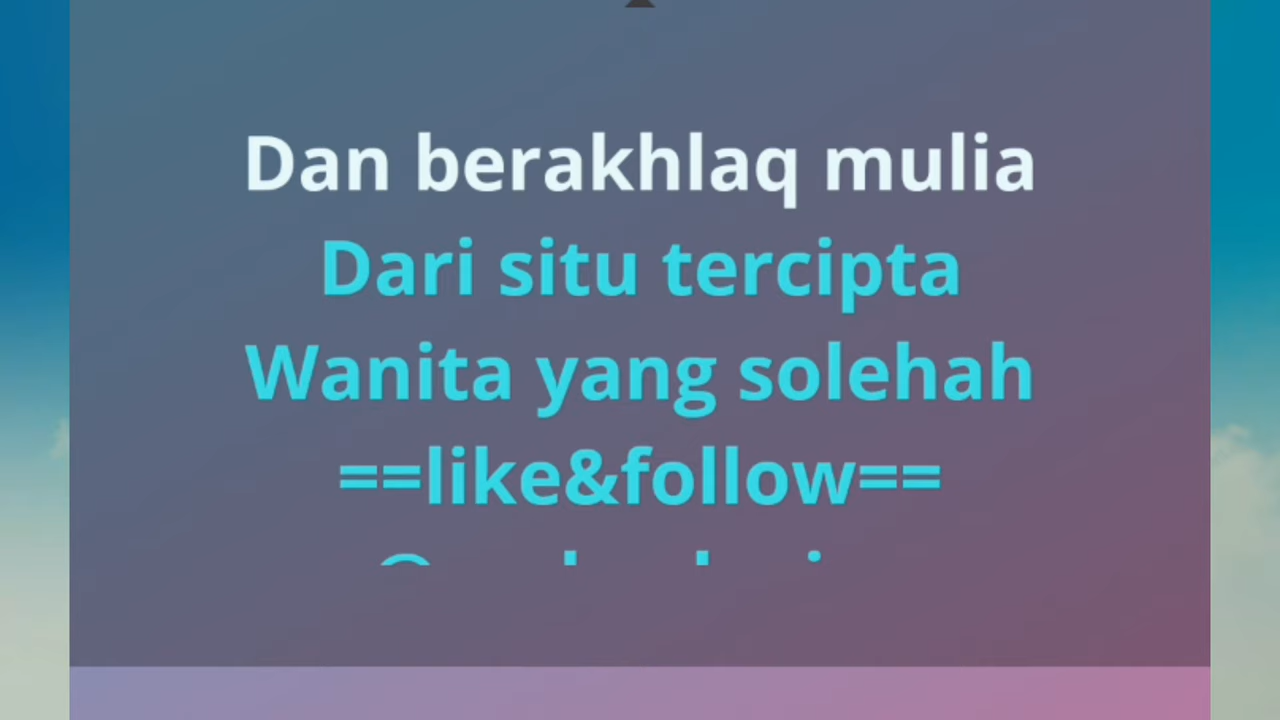 Dan berakhlaq mulia
Dari situ tercipta
Wanita yang solehah
==like&follow==